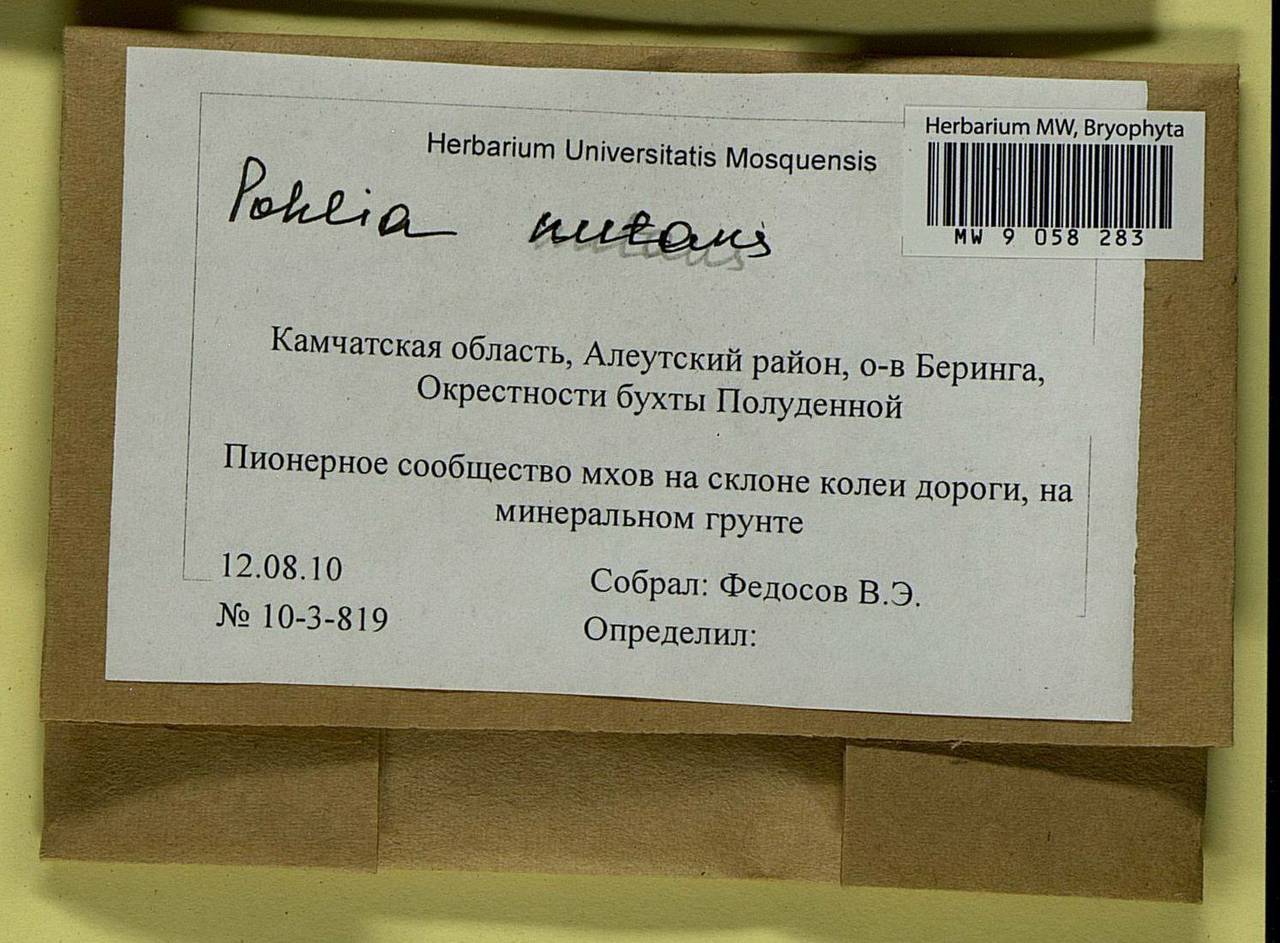 Herbarium MW, Bryophyta
MW 9 058 283
Herbarium Universitatis Mosquensis
Pohlia nutans
Камчатская область, Алеутский район, о-в Беринга,
Окрестности бухты Полуденной
Пионерное сообщество мхов на склоне колеи дороги, на
минеральном грунте
12.08.10
Собрал: Федосов В.Э.
№ 10-3-819
Определил: